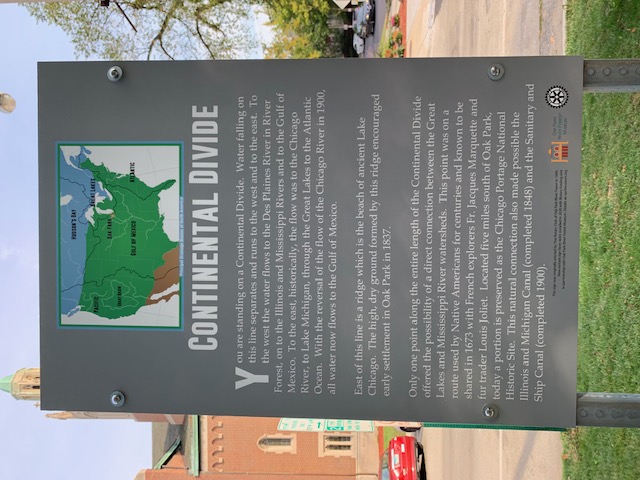 HUDSON'S BAY
GREAT LAKES
ATLANTIC
OAK PARK
PACIFIC
GREAT BASIN
GULF OF MEXICO
CONTINENTAL DIVIDE
You are standing on a Continental Divide. Water falling on
this line separates and runs to the west and to the east. To
the west the water flows to the Des Plaines River in River
Forest, on to the Illinois and Mississippi Rivers and to the Gulf of
Mexico. To the east, historically, the flow was to the Chicago
River, to Lake Michigan, through the Great Lakes to the Atlantic
Ocean. With the reversal of the flow of the Chicago River in 1900,
all water now flows to the Gulf of Mexico.
East of this line is a ridge which is the beach of ancient Lake
Chicago. The high, dry ground formed by this ridge encouraged
early settlement in Oak Park in 1837.
Only one point along the entire length of the Continental Divide
offered the possibility of a direct connection between the Great
Lakes and Mississippi River watersheds. This point was on a
route used by Native Americans for centuries and known to be
shared in 1673 with French explorers Fr. Jacques Marquette and
fur trader Louis Joliet. Located five miles south of Oak Park,
today a portion is preserved as the Chicago Portage National
Historic Site. This natural connection also made possible the
Illinois and Michigan Canal (completed 1848) and the Sanitary and
Ship Canal (completed 1900).